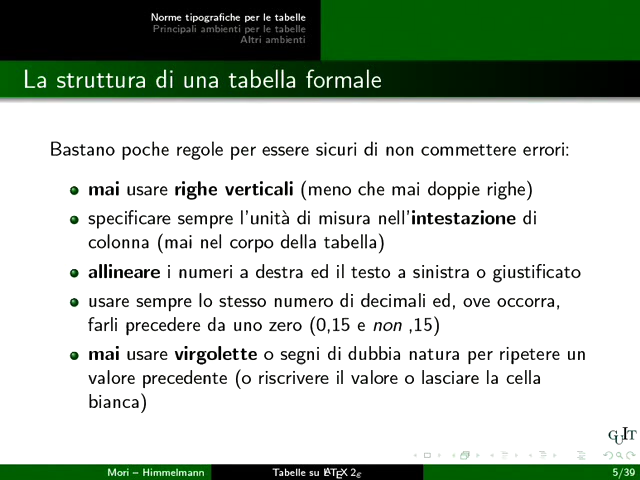 Norme tipografiche per le tabelle
Principali ambienti per le tabelle
Altri ambienti
La struttura di una tabella formale
Bastano poche regole per essere sicuri di non commettere errori:
mai usare righe verticali (meno che mai doppie righe)
specificare sempre l'unità di misura nell'intestazione di
colonna (mai nel corpo della tabella)
allineare i numeri a destra ed il testo a sinistra o giustificato
usare sempre lo stesso numero di decimali ed, ove occorra,
farli precedere da uno zero (0,15 e non ,15)
mai usare virgolette o segni di dubbia natura per ripetere un
valore precedente (o riscrivere il valore o lasciare la cella
bianca)
GUIT
Mori – Himmelmann Tabelle su LATEX 2ε 5/39